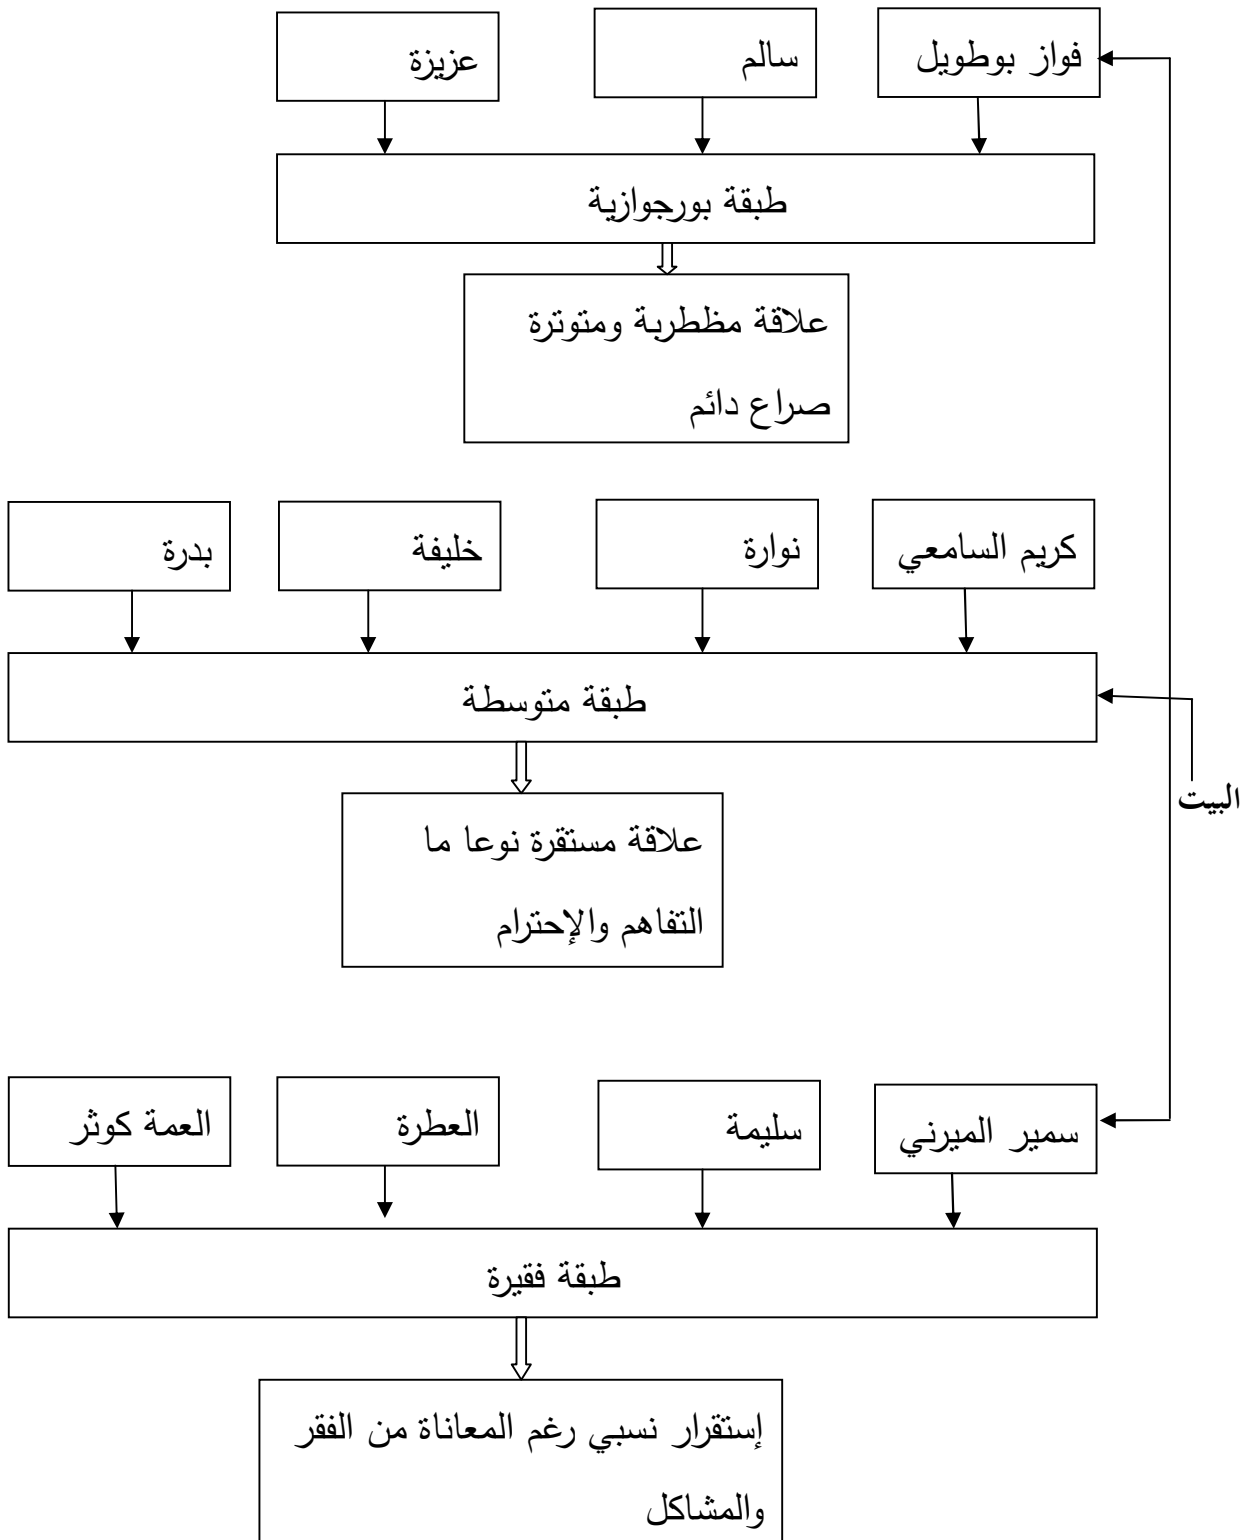 فواز بوطويل
سالم
عزيزة
طبقة بورجوازية
علاقة مظطربة ومتوترة
صراع دائم
كريم السامعي
نوارة
خليفة
بدرة
طبقة متوسطة
البيت
علاقة مستقرة نوعا ما
التفاهم والإحترام
سمير الميرني
سليمة
العطرة
العمة كوثر
طبقة فقيرة
إستقرار نسبي رغم المعاناة من الفقر
والمشاكل